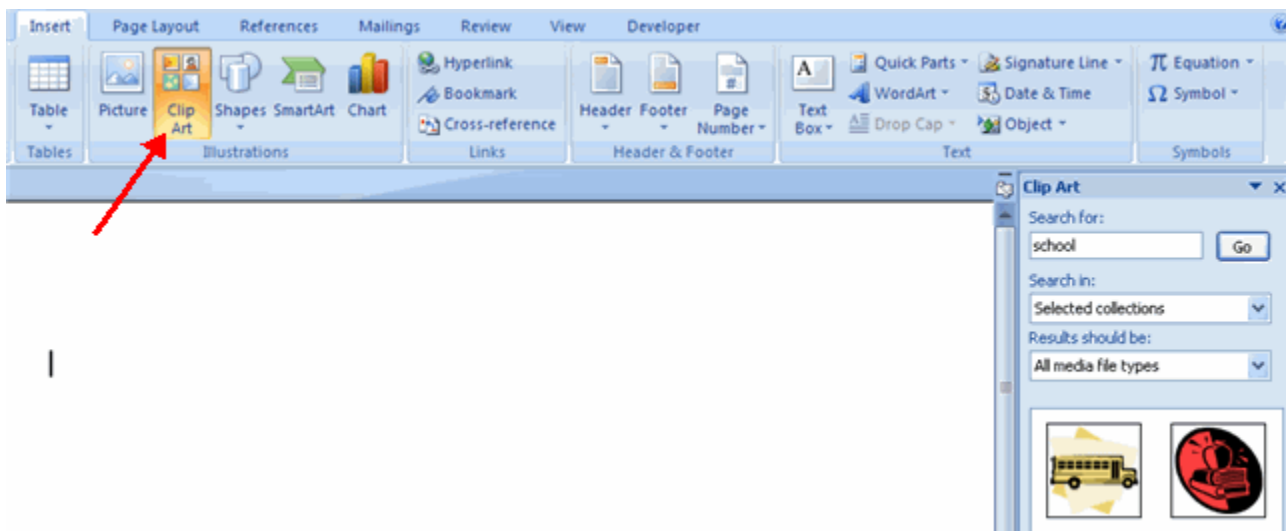 Insert Page Layout References Mailings Review View Developer
Table
Picture
Clip
Art
Shapes
SmartArt
Chart
Hyperlink
Bookmark
Cross-reference
Header
Footer
Page
Number
Text
Box
Quick Parts
WordArt
Drop Cap
Signature Line
Date & Time
Object
π Equation
Ω Symbol
Tables Illustrations Links Header & Footer Text Symbols
Clip Art
Search for:
school Go
Search in:
Selected collections
Results should be:
All media file types